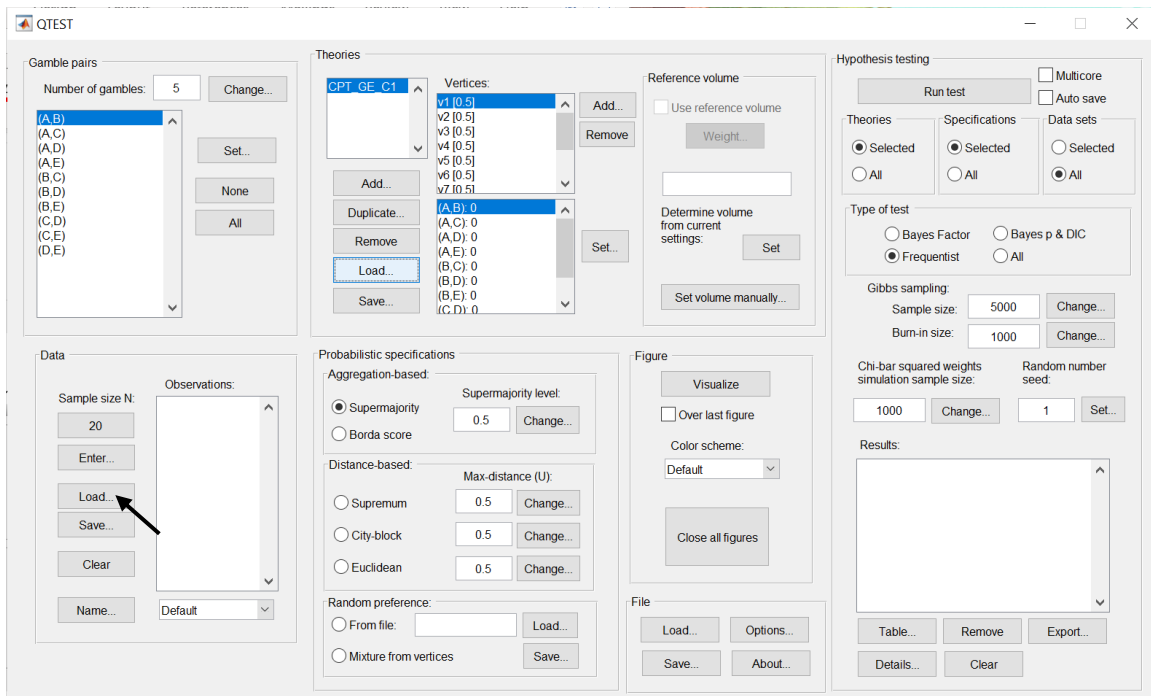 QTEST
Gamble pairs
Number of gambles: 5 Change...
(A,B)
(A,C)
(A,D)
(A,E)
(B,C)
(B,D)
(B,E)
(C,D)
(C,E)
(D,E)
Set...
None
All
Theories
CPT_GE_C1
Add...
Duplicate...
Remove
Load...
Save...
Vertices:
v1 [0.5]
v2 [0.5]
v3 [0.5]
v4 [0.5]
v5 [0.5]
v6 [0.5]
v7 [0.5]
Add...
Remove
(A,B): 0
(A,C): 0
(A,D): 0
(A,E): 0
(B,C): 0
(B,D): 0
(B,E): 0
(C,D): 0
Set...
Reference volume
Use reference volume
Weight...
Determine volume
from current
settings:
Set
Set volume manually...
Hypothesis testing
Run test
Multicore
Auto save
Theories
Selected
All
Specifications
Selected
All
Data sets
Selected
All
Type of test
Bayes Factor
Bayes p & DIC
Frequentist
All
Gibbs sampling:
Sample size: 5000 Change...
Burn-in size: 1000 Change...
Chi-bar squared weights
simulation sample size:
1000 Change...
Random number
seed:
1 Set...
Results:
Table...
Remove
Export...
Details...
Clear
Data
Sample size N:
20
Enter...
Load...
Save...
Clear
Name...
Observations:
Default
Probabilistic specifications
Aggregation-based:
Supermajority
Borda score
Supermajority level:
0.5 Change...
Distance-based:
Max-distance (U):
Supremum 0.5 Change...
City-block 0.5 Change...
Euclidean 0.5 Change...
Random preference:
From file: Load...
Mixture from vertices Save...
Figure
Visualize
Over last figure
Color scheme:
Default
Close all figures
File
Load...
Options...
Save...
About...